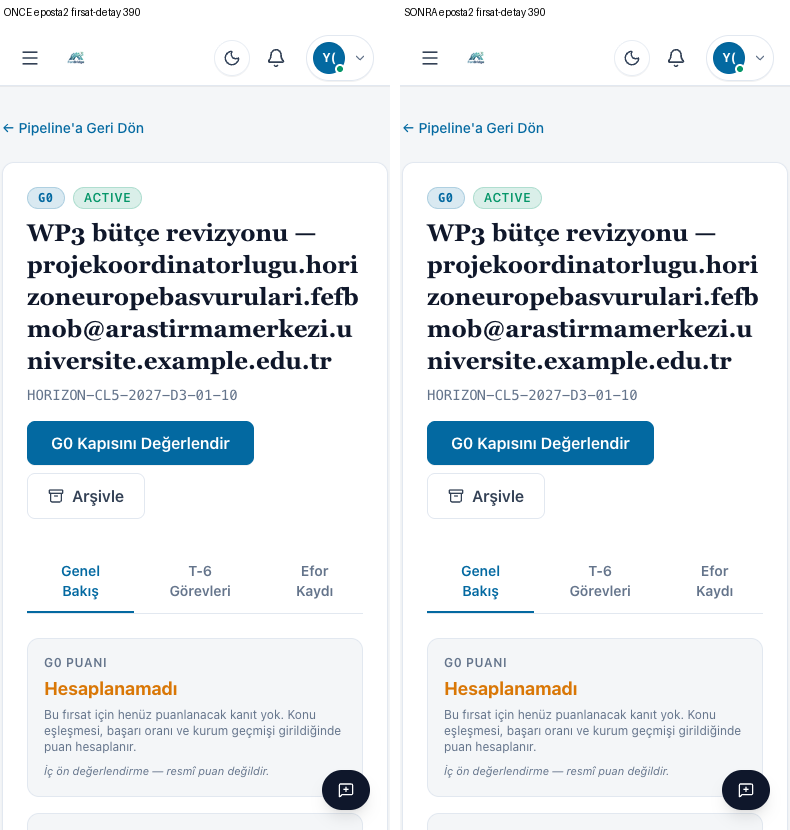 ONCE eposta2 firsat-detay 390
Y(
← Pipeline'a Geri Dön
G0
ACTIVE
WP3 bütçe revizyonu —
projekoordinatorlugu.hori
zoneuropebasvurulari.fefb
mob@arastirmamerkezi.u
niversite.example.edu.tr
HORIZON-CL5-2027-D3-01-10
G0 Kapısını Değerlendir
Arşivle
Genel
Bakış
T-6
Görevleri
Efor
Kaydı
G0 PUANI
Hesaplanamadı
Bu fırsat için henüz puanlanacak kanıt yok. Konu
eşleşmesi, başarı oranı ve kurum geçmişi girildiğinde
puan hesaplanır.
İç ön değerlendirme — resmî puan değildir.
SONRA eposta2 firsat-detay 390
Y(
← Pipeline'a Geri Dön
G0
ACTIVE
WP3 bütçe revizyonu —
projekoordinatorlugu.hori
zoneuropebasvurulari.fefb
mob@arastirmamerkezi.u
niversite.example.edu.tr
HORIZON-CL5-2027-D3-01-10
G0 Kapısını Değerlendir
Arşivle
Genel
Bakış
T-6
Görevleri
Efor
Kaydı
G0 PUANI
Hesaplanamadı
Bu fırsat için henüz puanlanacak kanıt yok. Konu
eşleşmesi, başarı oranı ve kurum geçmişi girildiğinde
puan hesaplanır.
İç ön değerlendirme — resmî puan değildir.